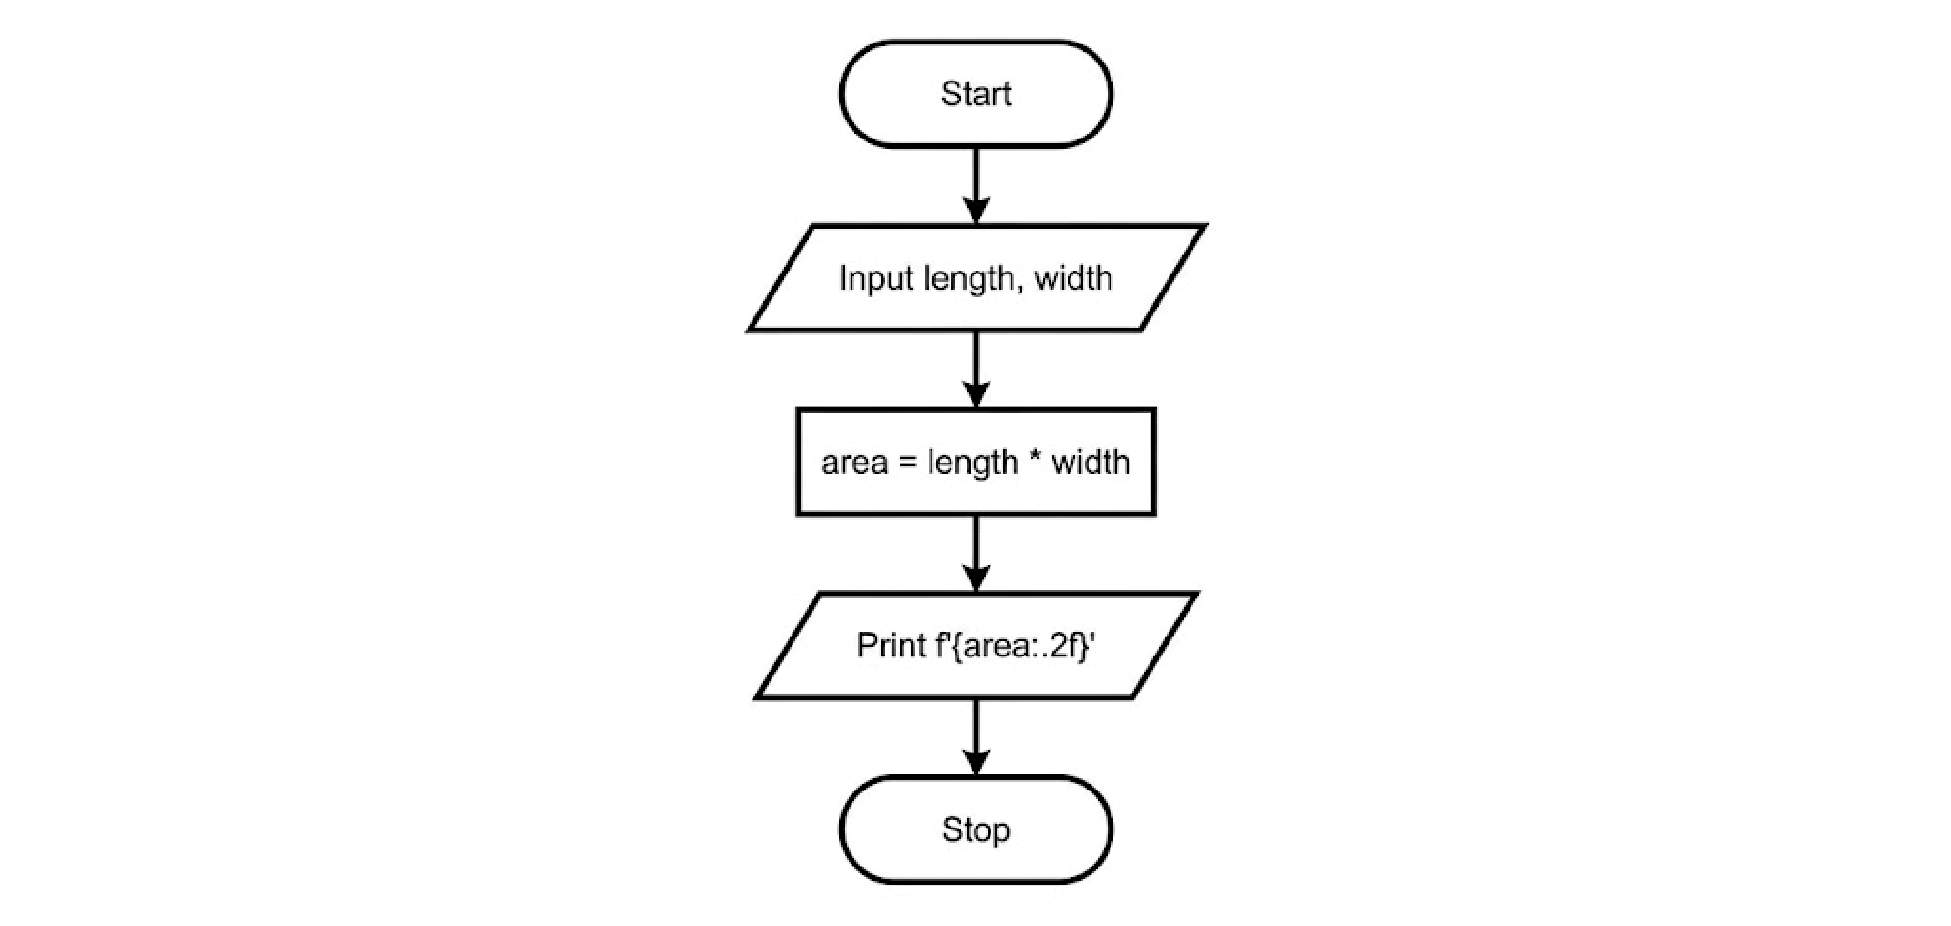 Start
Input length, width
area = length * width
Print f'{area:.2f}'
Stop